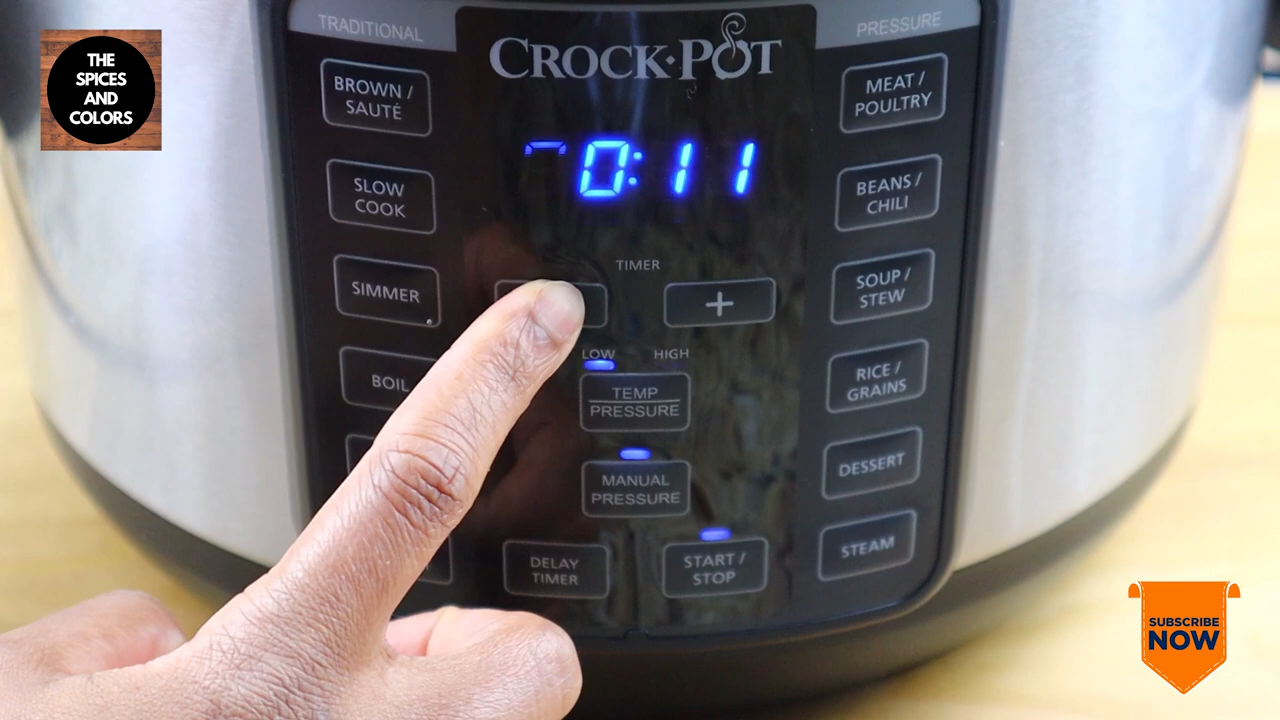 THE
SPICES
AND
COLORS
TRADITIONAL
CROCK·POT
PRESSURE
BROWN /
SAUTÉ
MEAT /
POULTRY
0:11
SLOW
COOK
BEANS /
CHILI
TIMER
SIMMER
+
SOUP /
STEW
LOW HIGH
BOIL
TEMP
PRESSURE
RICE /
GRAINS
MANUAL
PRESSURE
DESSERT
DELAY
TIMER
START /
STOP
STEAM
SUBSCRIBE
NOW